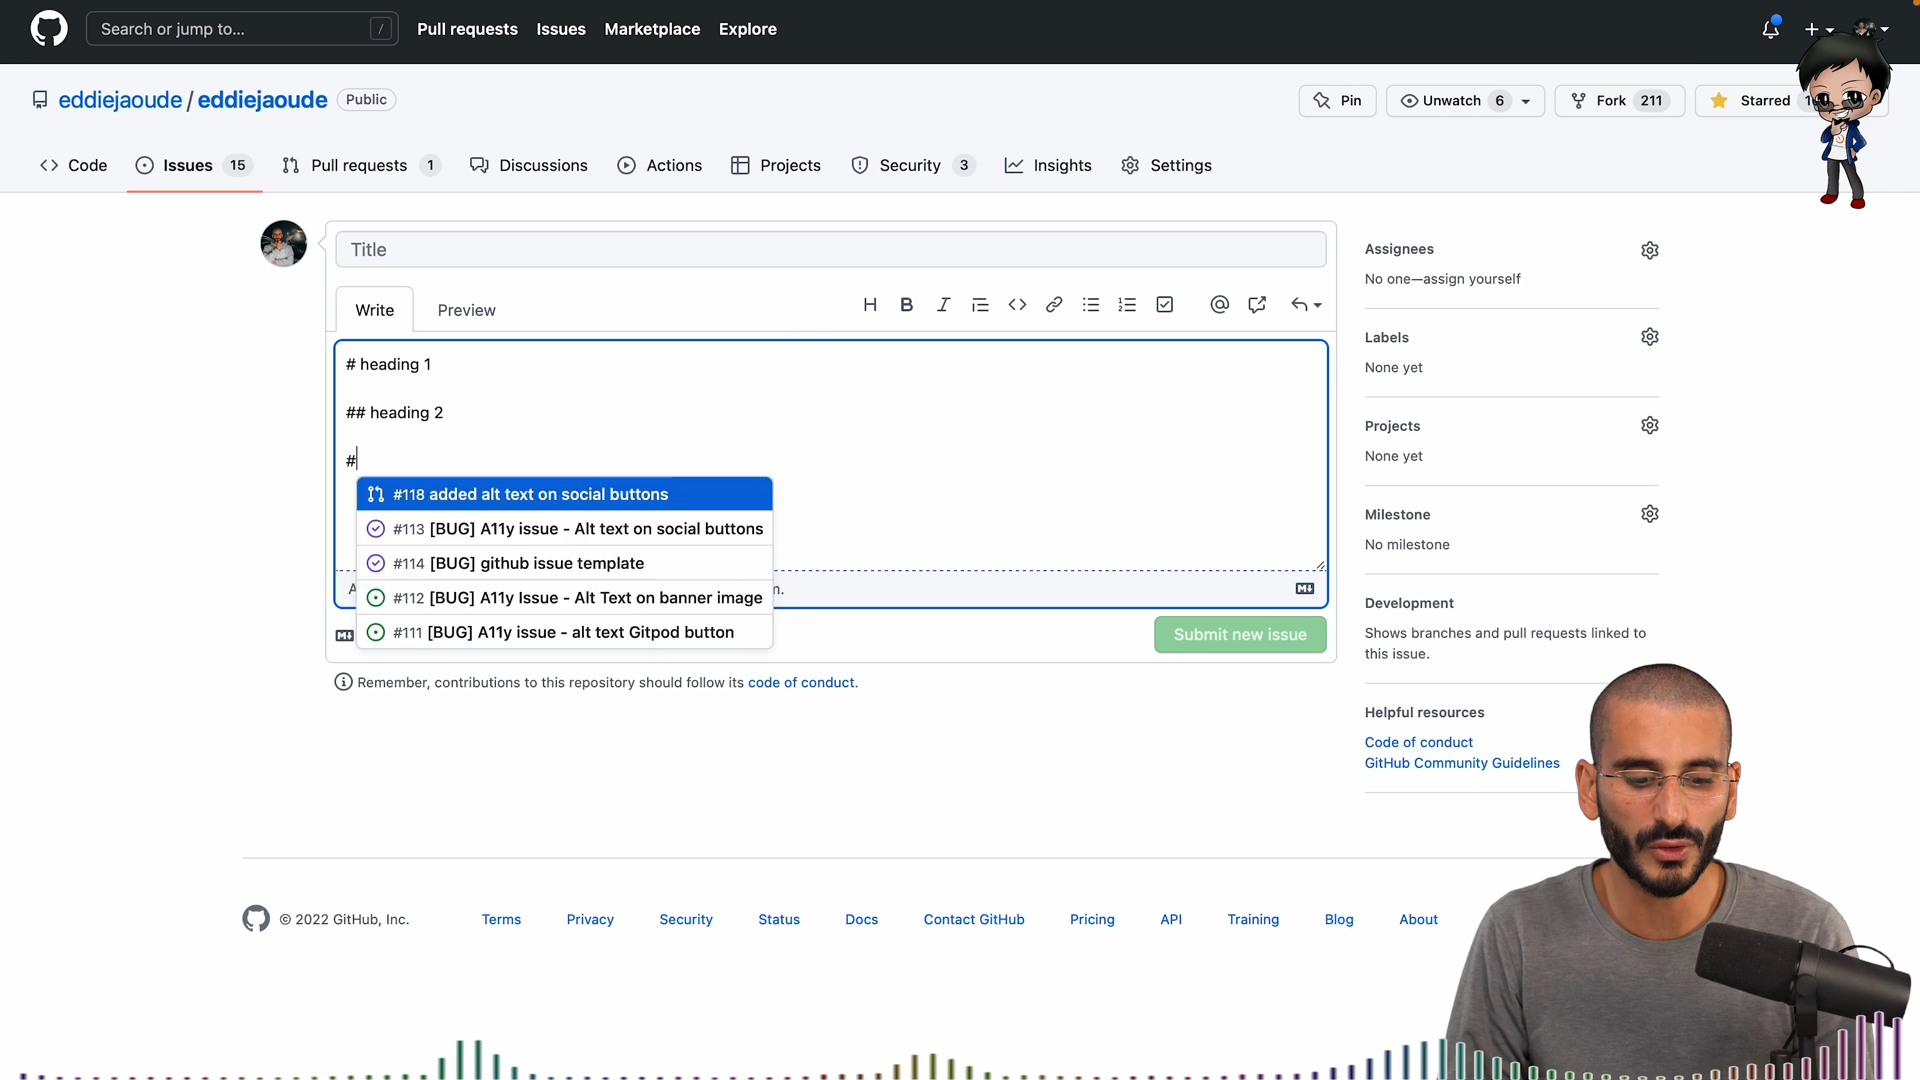 Search or jump to... /
Pull requests Issues Marketplace Explore
eddiejaoude / eddiejaoude Public
Pin Unwatch 6 Fork 211 Starred
Code Issues 15 Pull requests 1 Discussions Actions Projects Security 3 Insights Settings
Title
Write Preview
# heading 1
## heading 2
#
#118 added alt text on social buttons
#113 [BUG] A11y issue - Alt text on social buttons
#114 [BUG] github issue template
#112 [BUG] A11y Issue - Alt Text on banner image
#111 [BUG] A11y issue - alt text Gitpod button
Submit new issue
Remember, contributions to this repository should follow its code of conduct.
Assignees
No one—assign yourself
Labels
None yet
Projects
None yet
Milestone
No milestone
Development
Shows branches and pull requests linked to
this issue.
Helpful resources
Code of conduct
GitHub Community Guidelines
© 2022 GitHub, Inc. Terms Privacy Security Status Docs Contact GitHub Pricing API Training Blog About